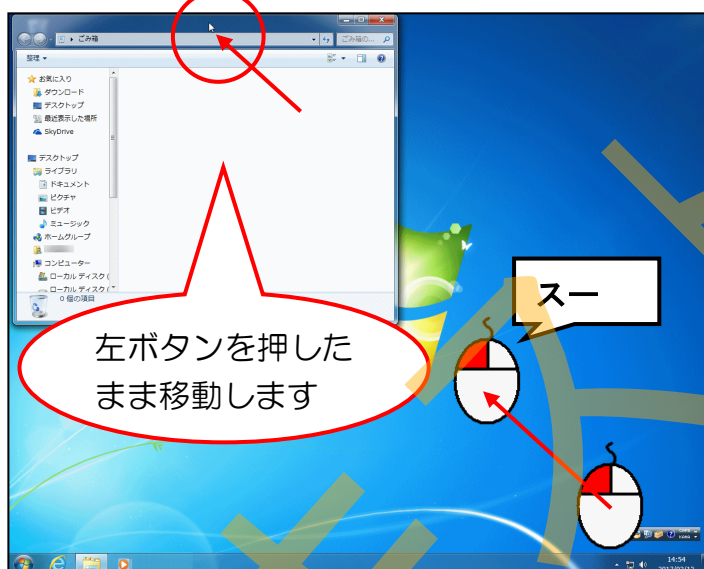 ごみ箱
ごみ箱の...
整理
お気に入り
ダウンロード
デスクトップ
最近表示した場所
SkyDrive
デスクトップ
ライブラリ
ドキュメント
ピクチャ
ビデオ
ミュージック
ホームグループ
コンピューター
ローカル ディスク (
ローカル ディスク (
0 個の項目
スー
左ボタンを押した
まま移動します
14:54